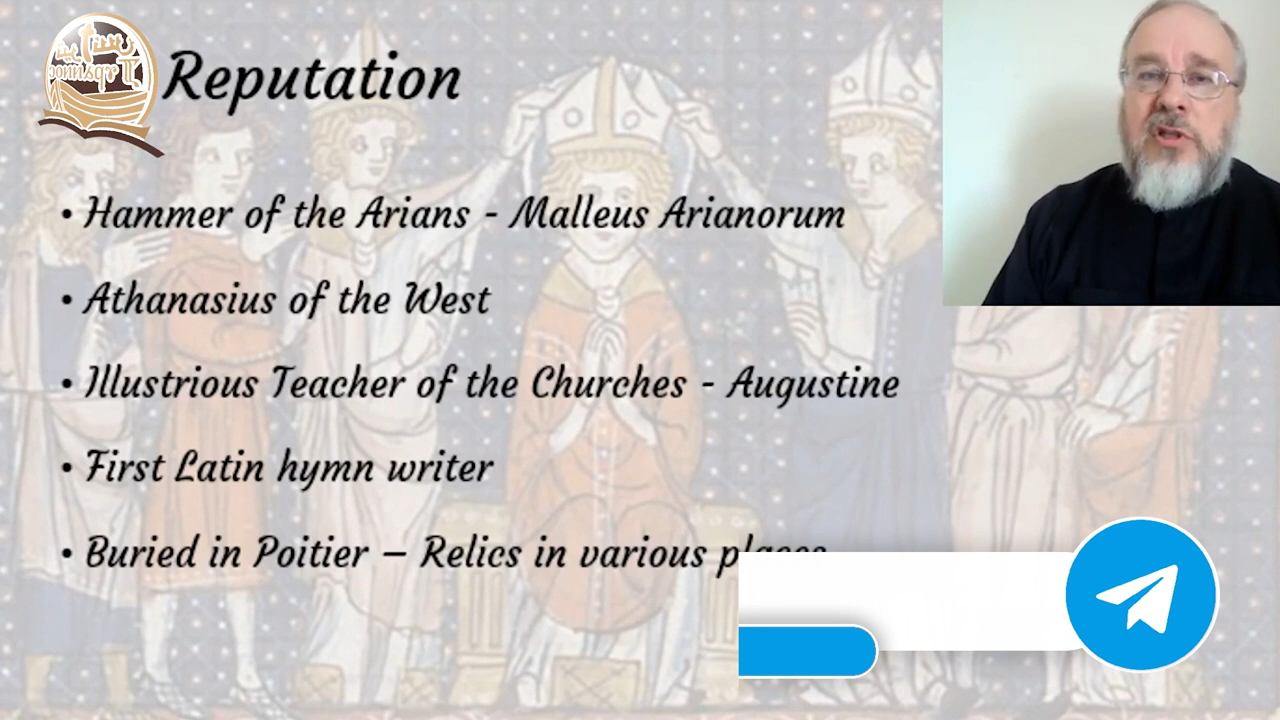 Reputation
• Hammer of the Arians - Malleus Arianorum
• Athanasius of the West
• Illustrious Teacher of the Churches - Augustine
• First Latin hymn writer
• Buried in Poitier – Relics in various places